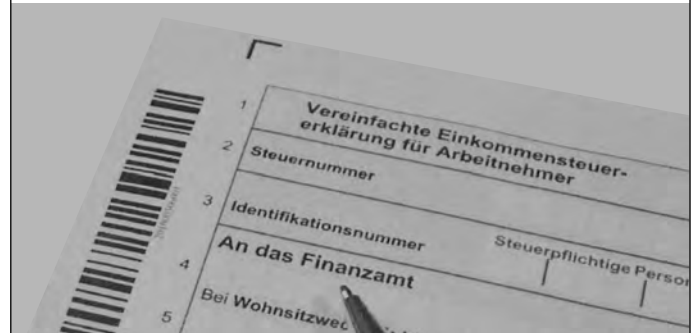 1 Vereinfachte Einkommensteuer-
erklärung für Arbeitnehmer
2 Steuernummer
3 Identifikationsnummer Steuerpflichtige Person
4 An das Finanzamt
5 Bei Wohnsitzwec